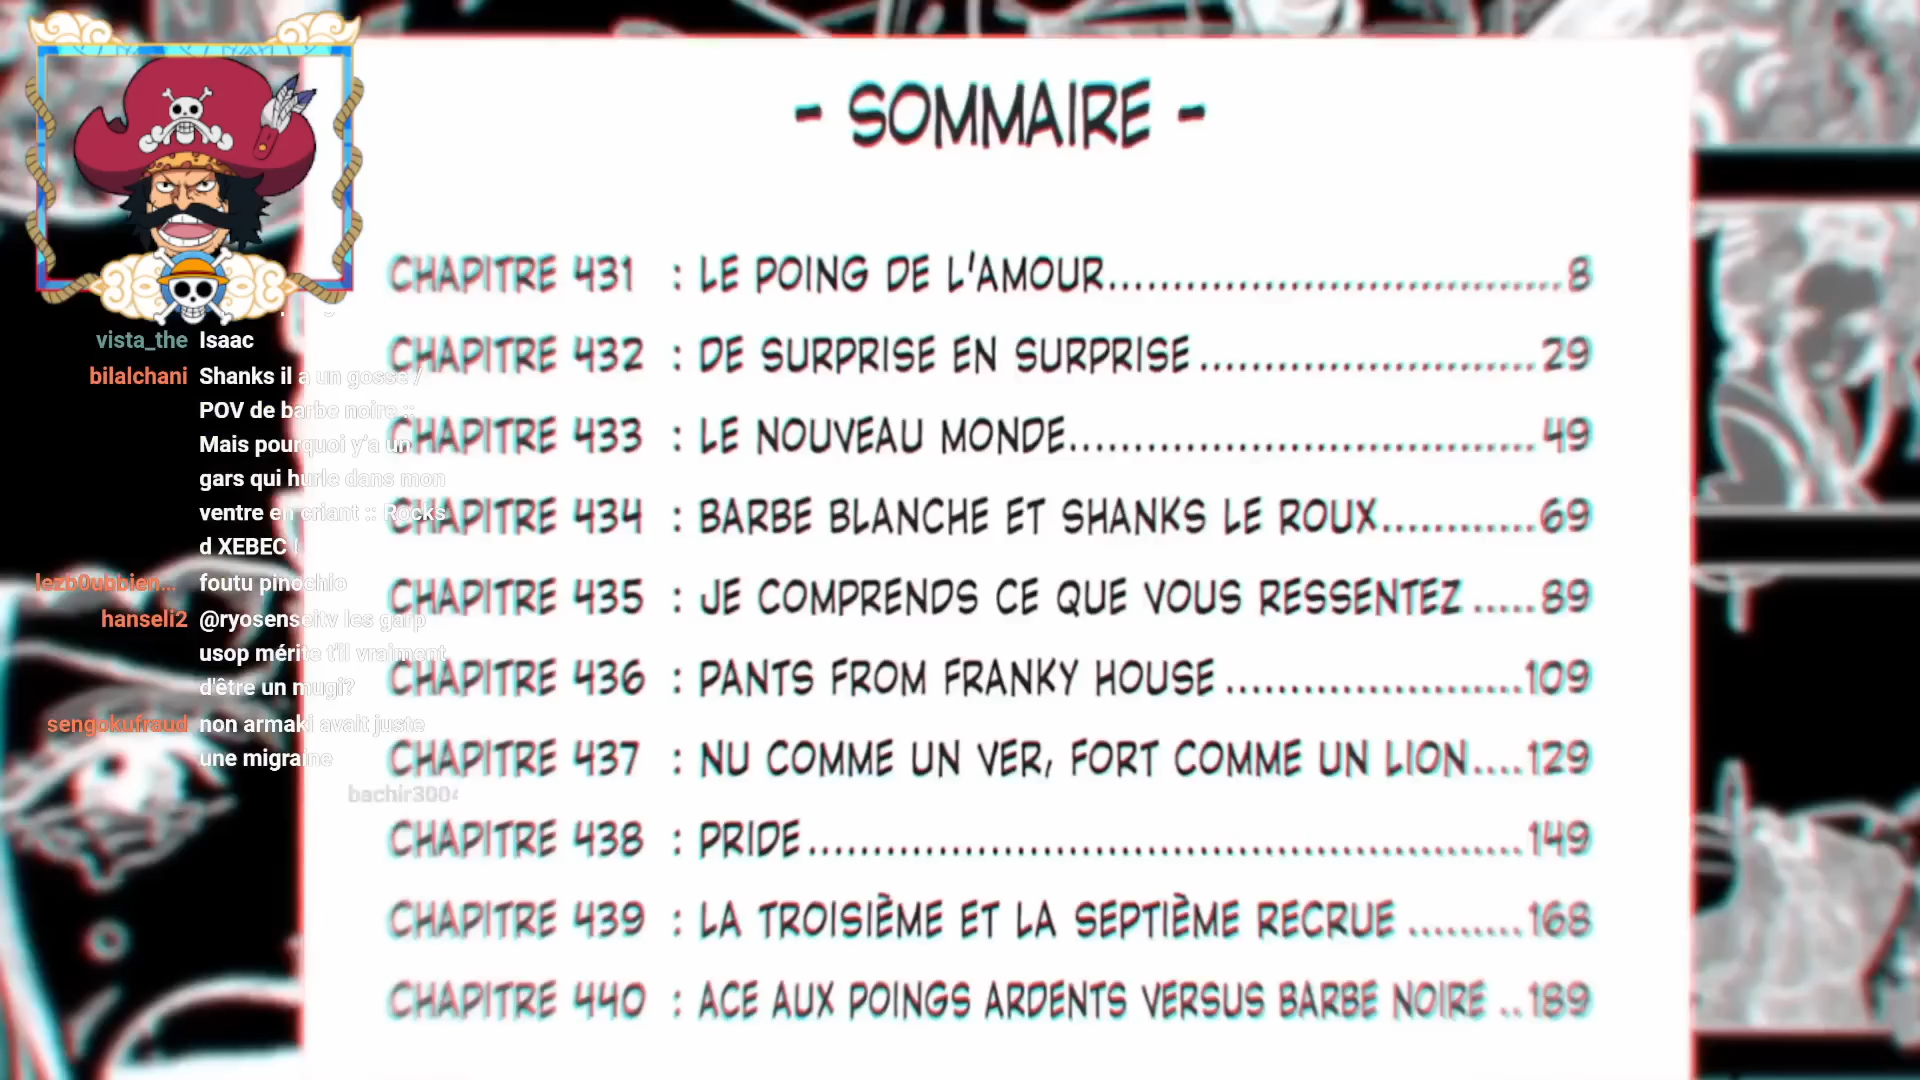 - SOMMAIRE -
CHAPITRE 431 : LE POING DE L'AMOUR..................................8
CHAPITRE 432 : DE SURPRISE EN SURPRISE..........................29
CHAPITRE 433 : LE NOUVEAU MONDE....................................49
CHAPITRE 434 : BARBE BLANCHE ET SHANKS LE ROUX............69
CHAPITRE 435 : JE COMPRENDS CE QUE VOUS RESSENTEZ.....89
CHAPITRE 436 : PANTS FROM FRANKY HOUSE.......................109
CHAPITRE 437 : NU COMME UN VER, FORT COMME UN LION....129
CHAPITRE 438 : PRIDE.......................................................149
CHAPITRE 439 : LA TROISIÈME ET LA SEPTIÈME RECRUE.........168
CHAPITRE 440 : ACE AUX POINGS ARDENTS VERSUS BARBE NOIRE..189
vista_the Isaac
bilalchani Shanks il a un gosse /
POV de barbe noire ::
Mais pourquoi y'a un
gars qui hurle dans mon
ventre en criant :: Rocks
d XEBEC !
lezb0ubbien... foutu pinochio
hanseli2 @ryosenseitv les garp
usop mérite t'il vraiment
d'être un mugi?
sengokufraud non armaki avait juste
une migraine